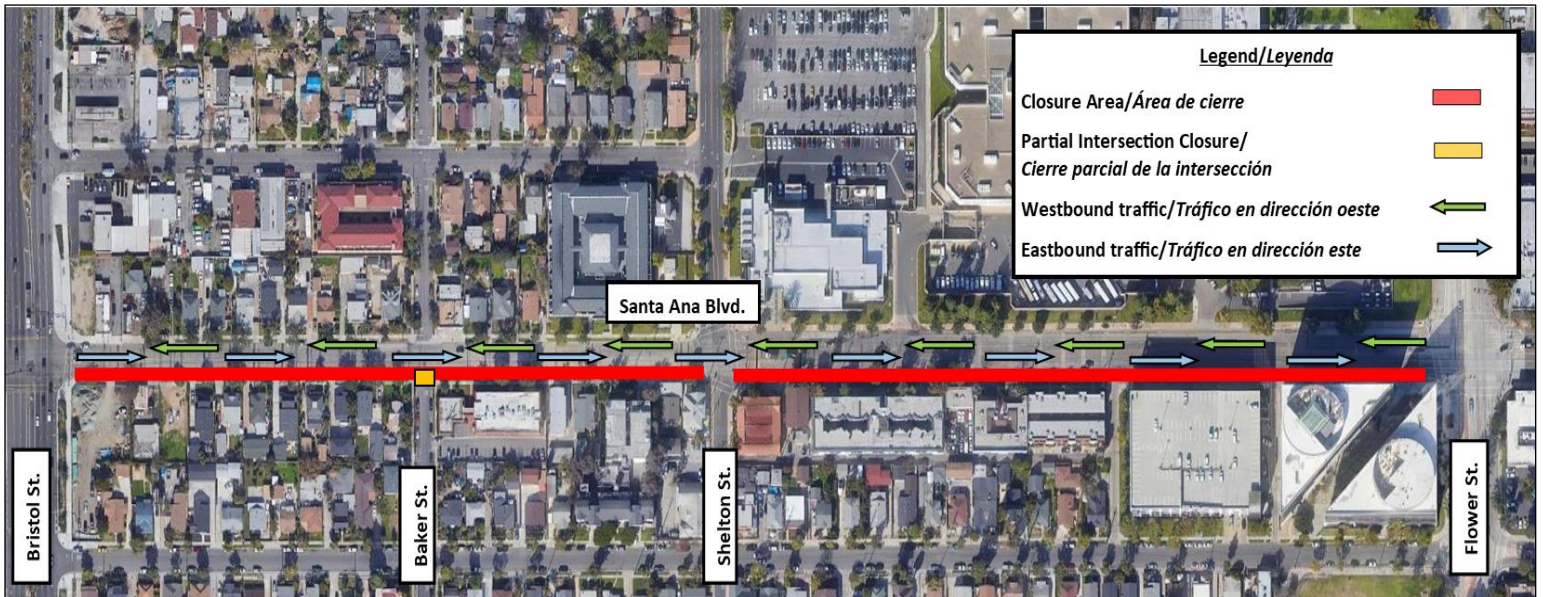 Legend/Leyenda
Closure Area/Área de cierre
Partial Intersection Closure/
Cierre parcial de la intersección
Westbound traffic/Tráfico en dirección oeste
Eastbound traffic/Tráfico en dirección este
Santa Ana Blvd.
Bristol St.
Baker St.
Shelton St.
Flower St.